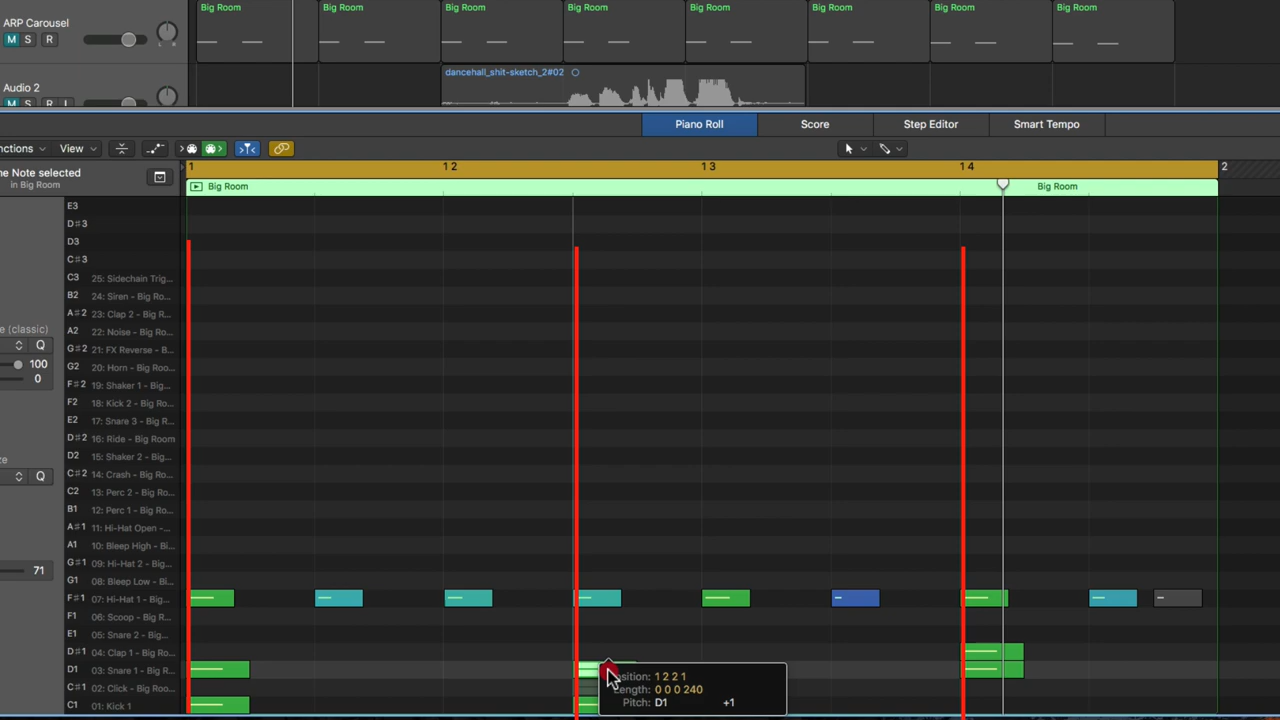 Big Room Big Room Big Room Big Room Big Room Big Room Big Room Big Room
ARP Carousel
M S R
L R
Audio 2
dancehall_shit-sketch_2#02
M S R I
Piano Roll Score Step Editor Smart Tempo
nctions View
1 1 2 1 3 1 4 2
ne Note selected
in Big Room
Big Room Big Room
E3
D♯3
D3
C♯3
C3 25: Sidechain Trig...
B2 24: Siren - Big Ro...
A♯2 23: Clap 2 - Big R...
A2 22: Noise - Big Ro...
G♯2 21: FX Reverse - B...
G2 20: Horn - Big Roo...
F♯2 19: Shaker 1 - Big...
F2 18: Kick 2 - Big Ro...
E2 17: Snare 3 - Big R...
D♯2 16: Ride - Big Room
D2 15: Shaker 2 - Big...
C♯2 14: Crash - Big Ro...
C2 13: Perc 2 - Big R...
B1 12: Perc 1 - Big Ro...
A♯1 11: Hi-Hat Open -...
A1 10: Bleep High - Bi...
G♯1 09: Hi-Hat 2 - Big...
G1 08: Bleep Low - Bi...
F♯1 07: Hi-Hat 1 - Big...
F1 06: Scoop - Big R...
E1 05: Snare 2 - Big...
D♯1 04: Clap 1 - Big R...
D1 03: Snare 1 - Big R...
C♯1 02: Click - Big Roo...
C1 01: Kick 1
e (classic)
Q
100
0
ze
Q
71
osition: 1 2 2 1
Length: 0 0 0 240
Pitch: D1 +1